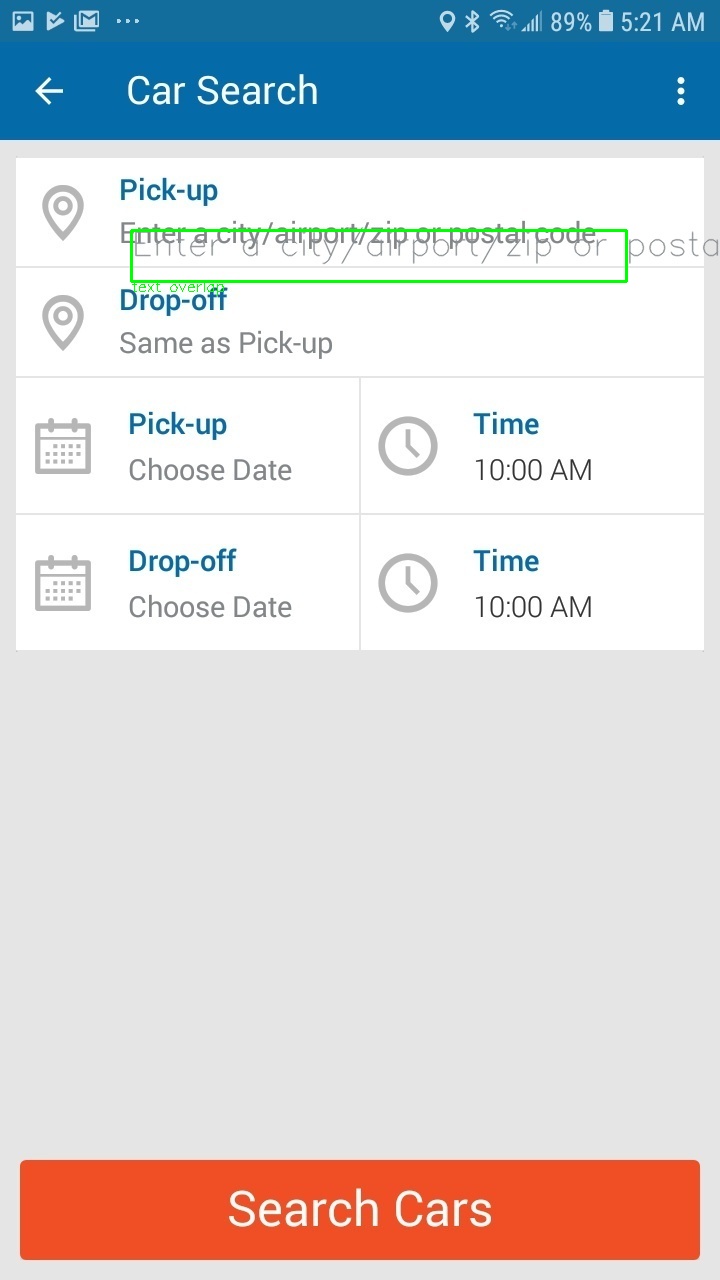 89% 5:21 AM
Car Search
Pick-up
Enter a city/airport/zip or postal code
Enter a city/airport/zip or posta
text_overlap
Drop-off
Same as Pick-up
Pick-up
Choose Date
Time
10:00 AM
Drop-off
Choose Date
Time
10:00 AM
Search Cars